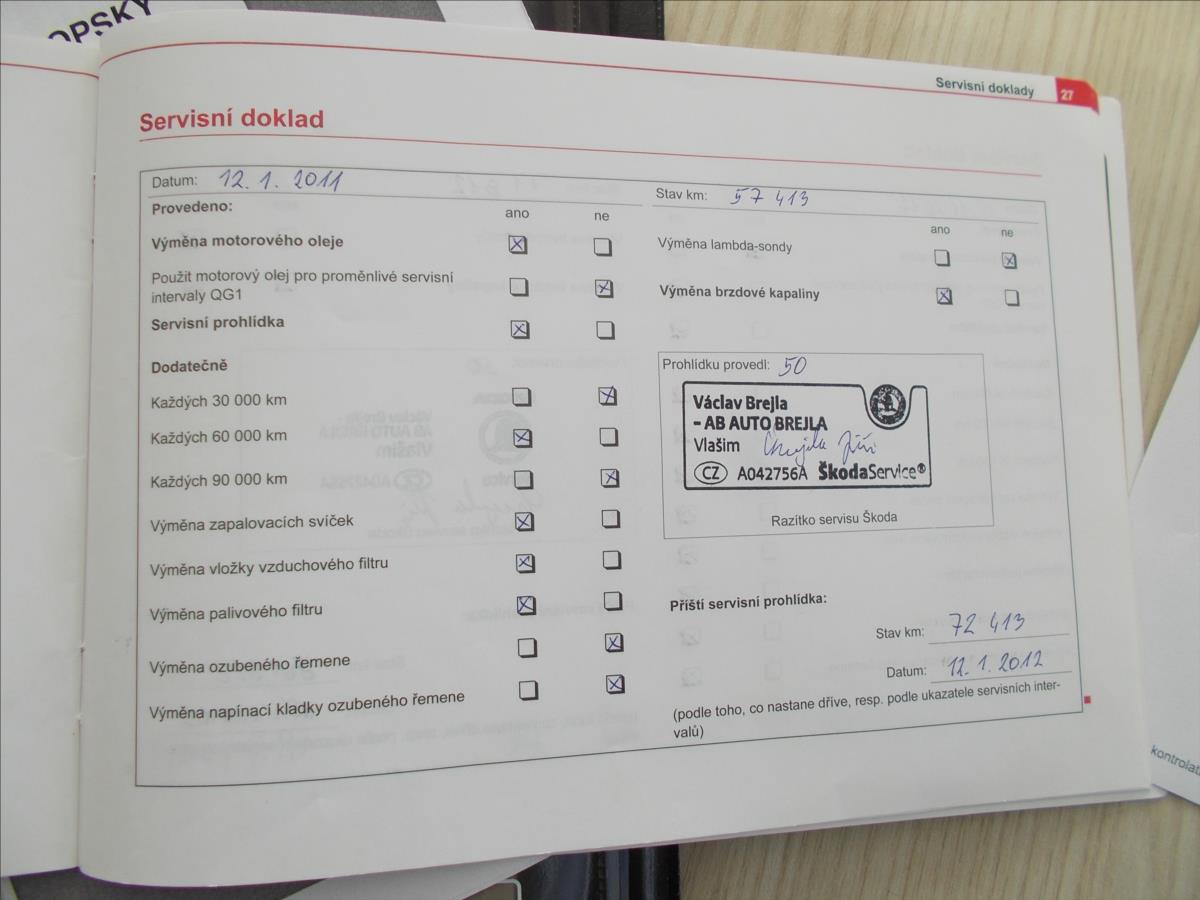 OPSKÝ
Servisní doklady 27
Servisní doklad
Datum: 12. 1. 2011
Stav km: 57 413
Provedeno:
ano ne
ano ne
Výměna motorového oleje
Výměna lambda-sondy
Použit motorový olej pro proměnlivé servisní
intervaly QG1
Výměna brzdové kapaliny
Servisní prohlídka
Dodatečně
Každých 30 000 km
Každých 60 000 km
Každých 90 000 km
Výměna zapalovacích svíček
Výměna vložky vzduchového filtru
Výměna palivového filtru
Výměna ozubeného řemene
Výměna napínací kladky ozubeného řemene
Prohlídku provedl: 50
Václav Brejla
- AB AUTO BREJLA
Vlašim
CZ A042756A ŠkodaService®
Razítko servisu Škoda
Příští servisní prohlídka:
Stav km: 72 413
Datum: 12. 1. 2012
(podle toho, co nastane dříve, resp. podle ukazatele servisních inter-
valů)